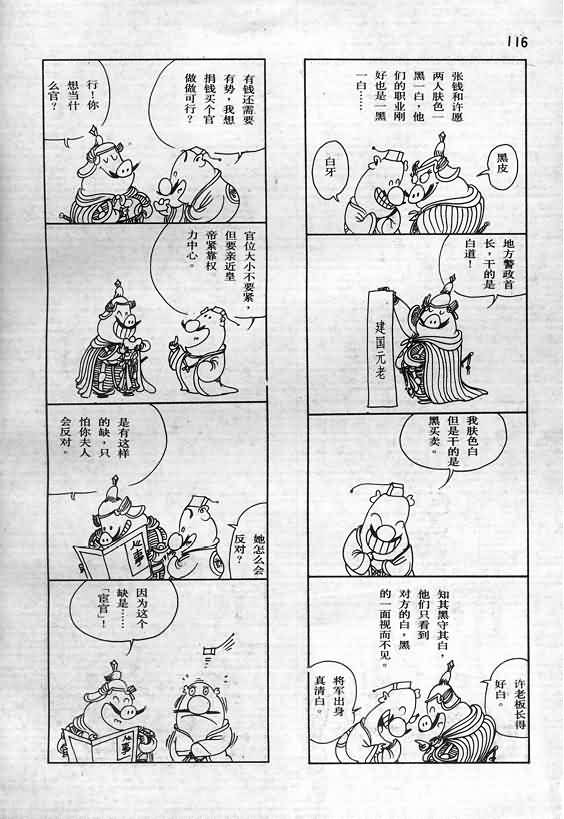 116
张钱和许愿
两人肤色一
黑一白，他
们的职业刚
好也是一黑
一白……
黑皮
白牙
地方警政首
长，干的是
白道！
建国元老
我肤色白
但是干的是
黑买卖。
知其黑守其白，
他们只看到
对方的白，黑
的一面视而不见。
许老板长得
好白。
将军出身
真清白。
有钱还需要
有势，我想
捐钱买个官
做做可行？
行！你
想当什
么官？
官位大小不要紧，
但要亲近皇
帝紧靠权
力中心。
是有这样
的缺，只
怕你夫人
会反对。
她怎么会
反对？
人事
因为这个
缺是……
「宦官」！
人事